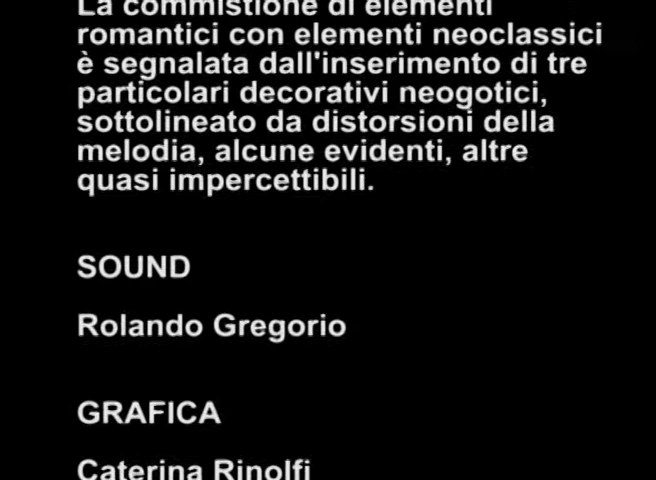 La commistione di elementi
romantici con elementi neoclassici
è segnalata dall'inserimento di tre
particolari decorativi neogotici,
sottolineato da distorsioni della
melodia, alcune evidenti, altre
quasi impercettibili.
SOUND
Rolando Gregorio
GRAFICA
Caterina Rinolfi